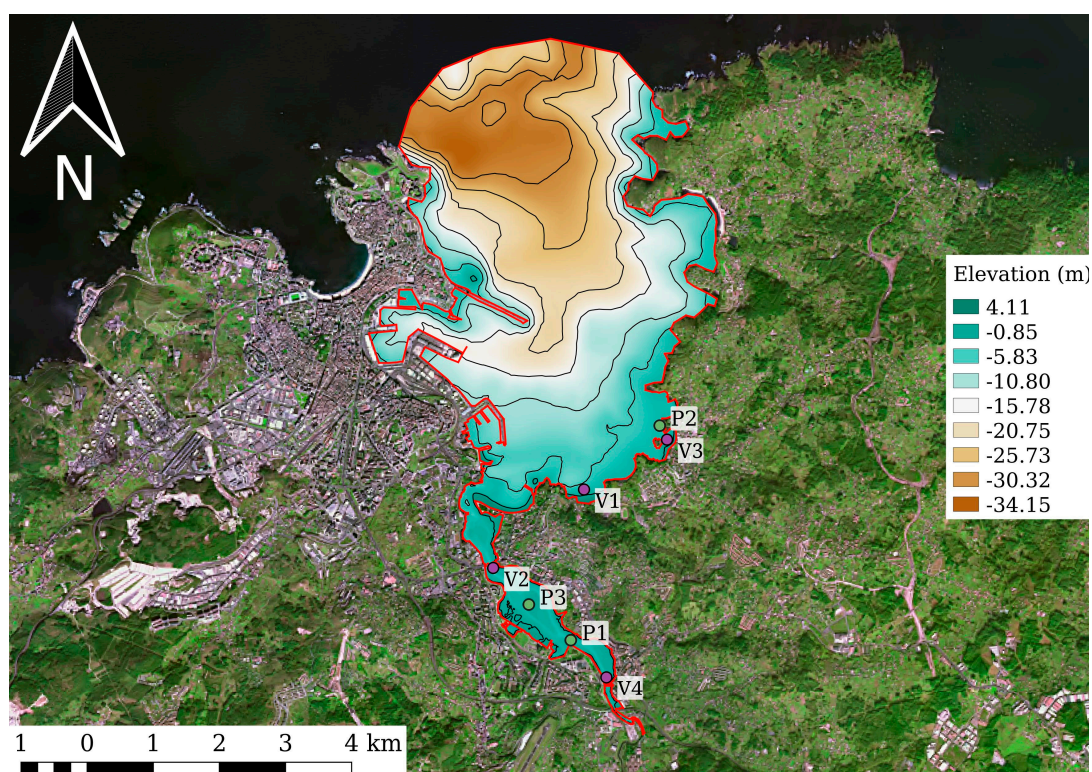 N
Elevation (m)
4.11
-0.85
-5.83
-10.80
-15.78
-20.75
-25.73
-30.32
-34.15
P2
V3
V1
V2
P3
P1
V4
1 0 1 2 3 4 km